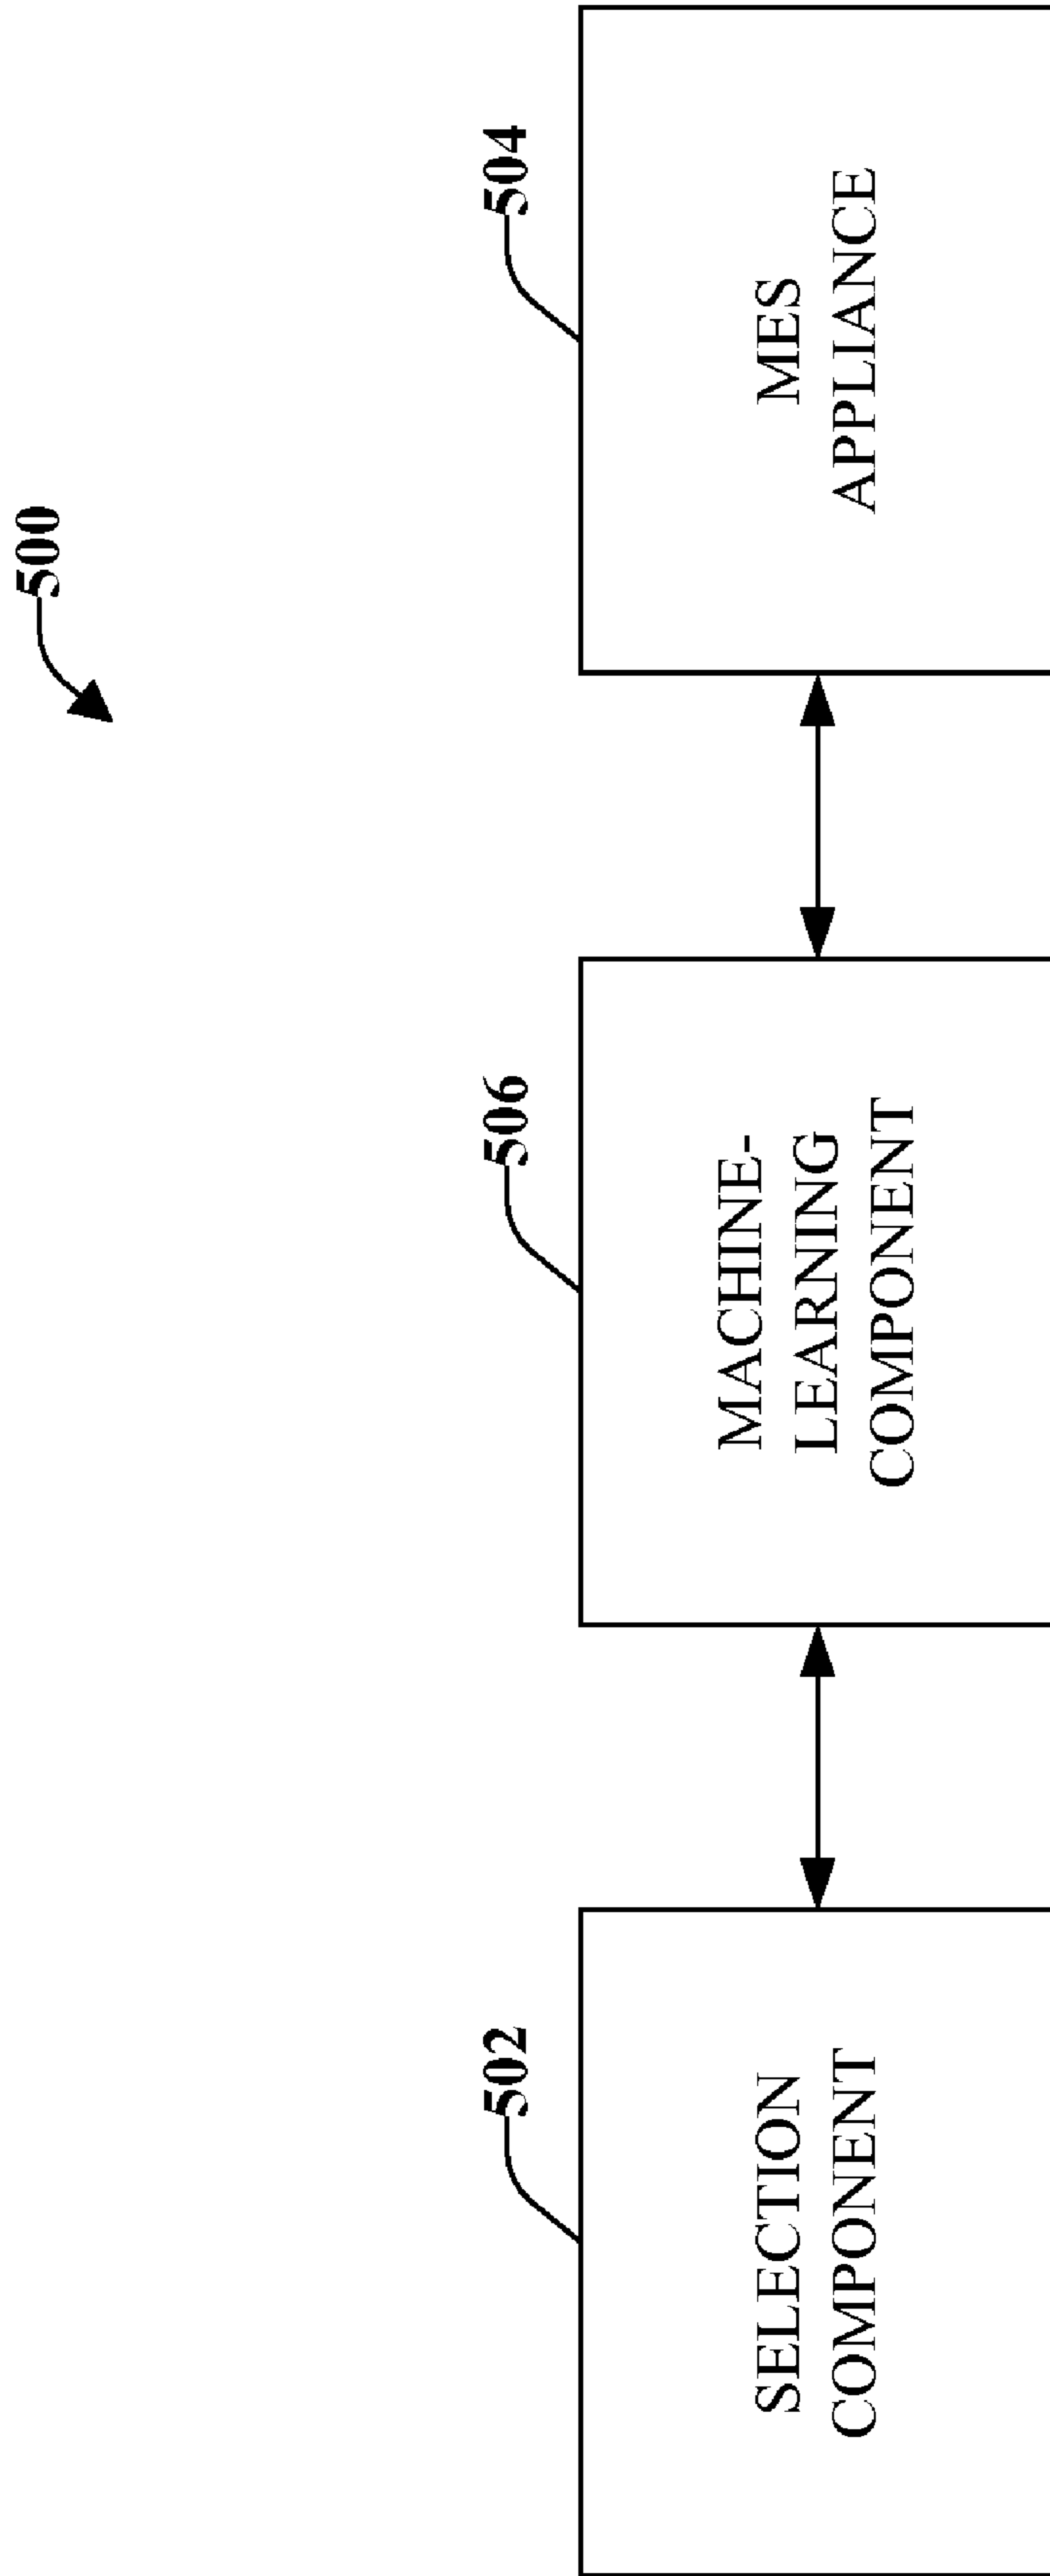 500
502
SELECTION
COMPONENT
506
MACHINE-
LEARNING
COMPONENT
504
MES
APPLIANCE